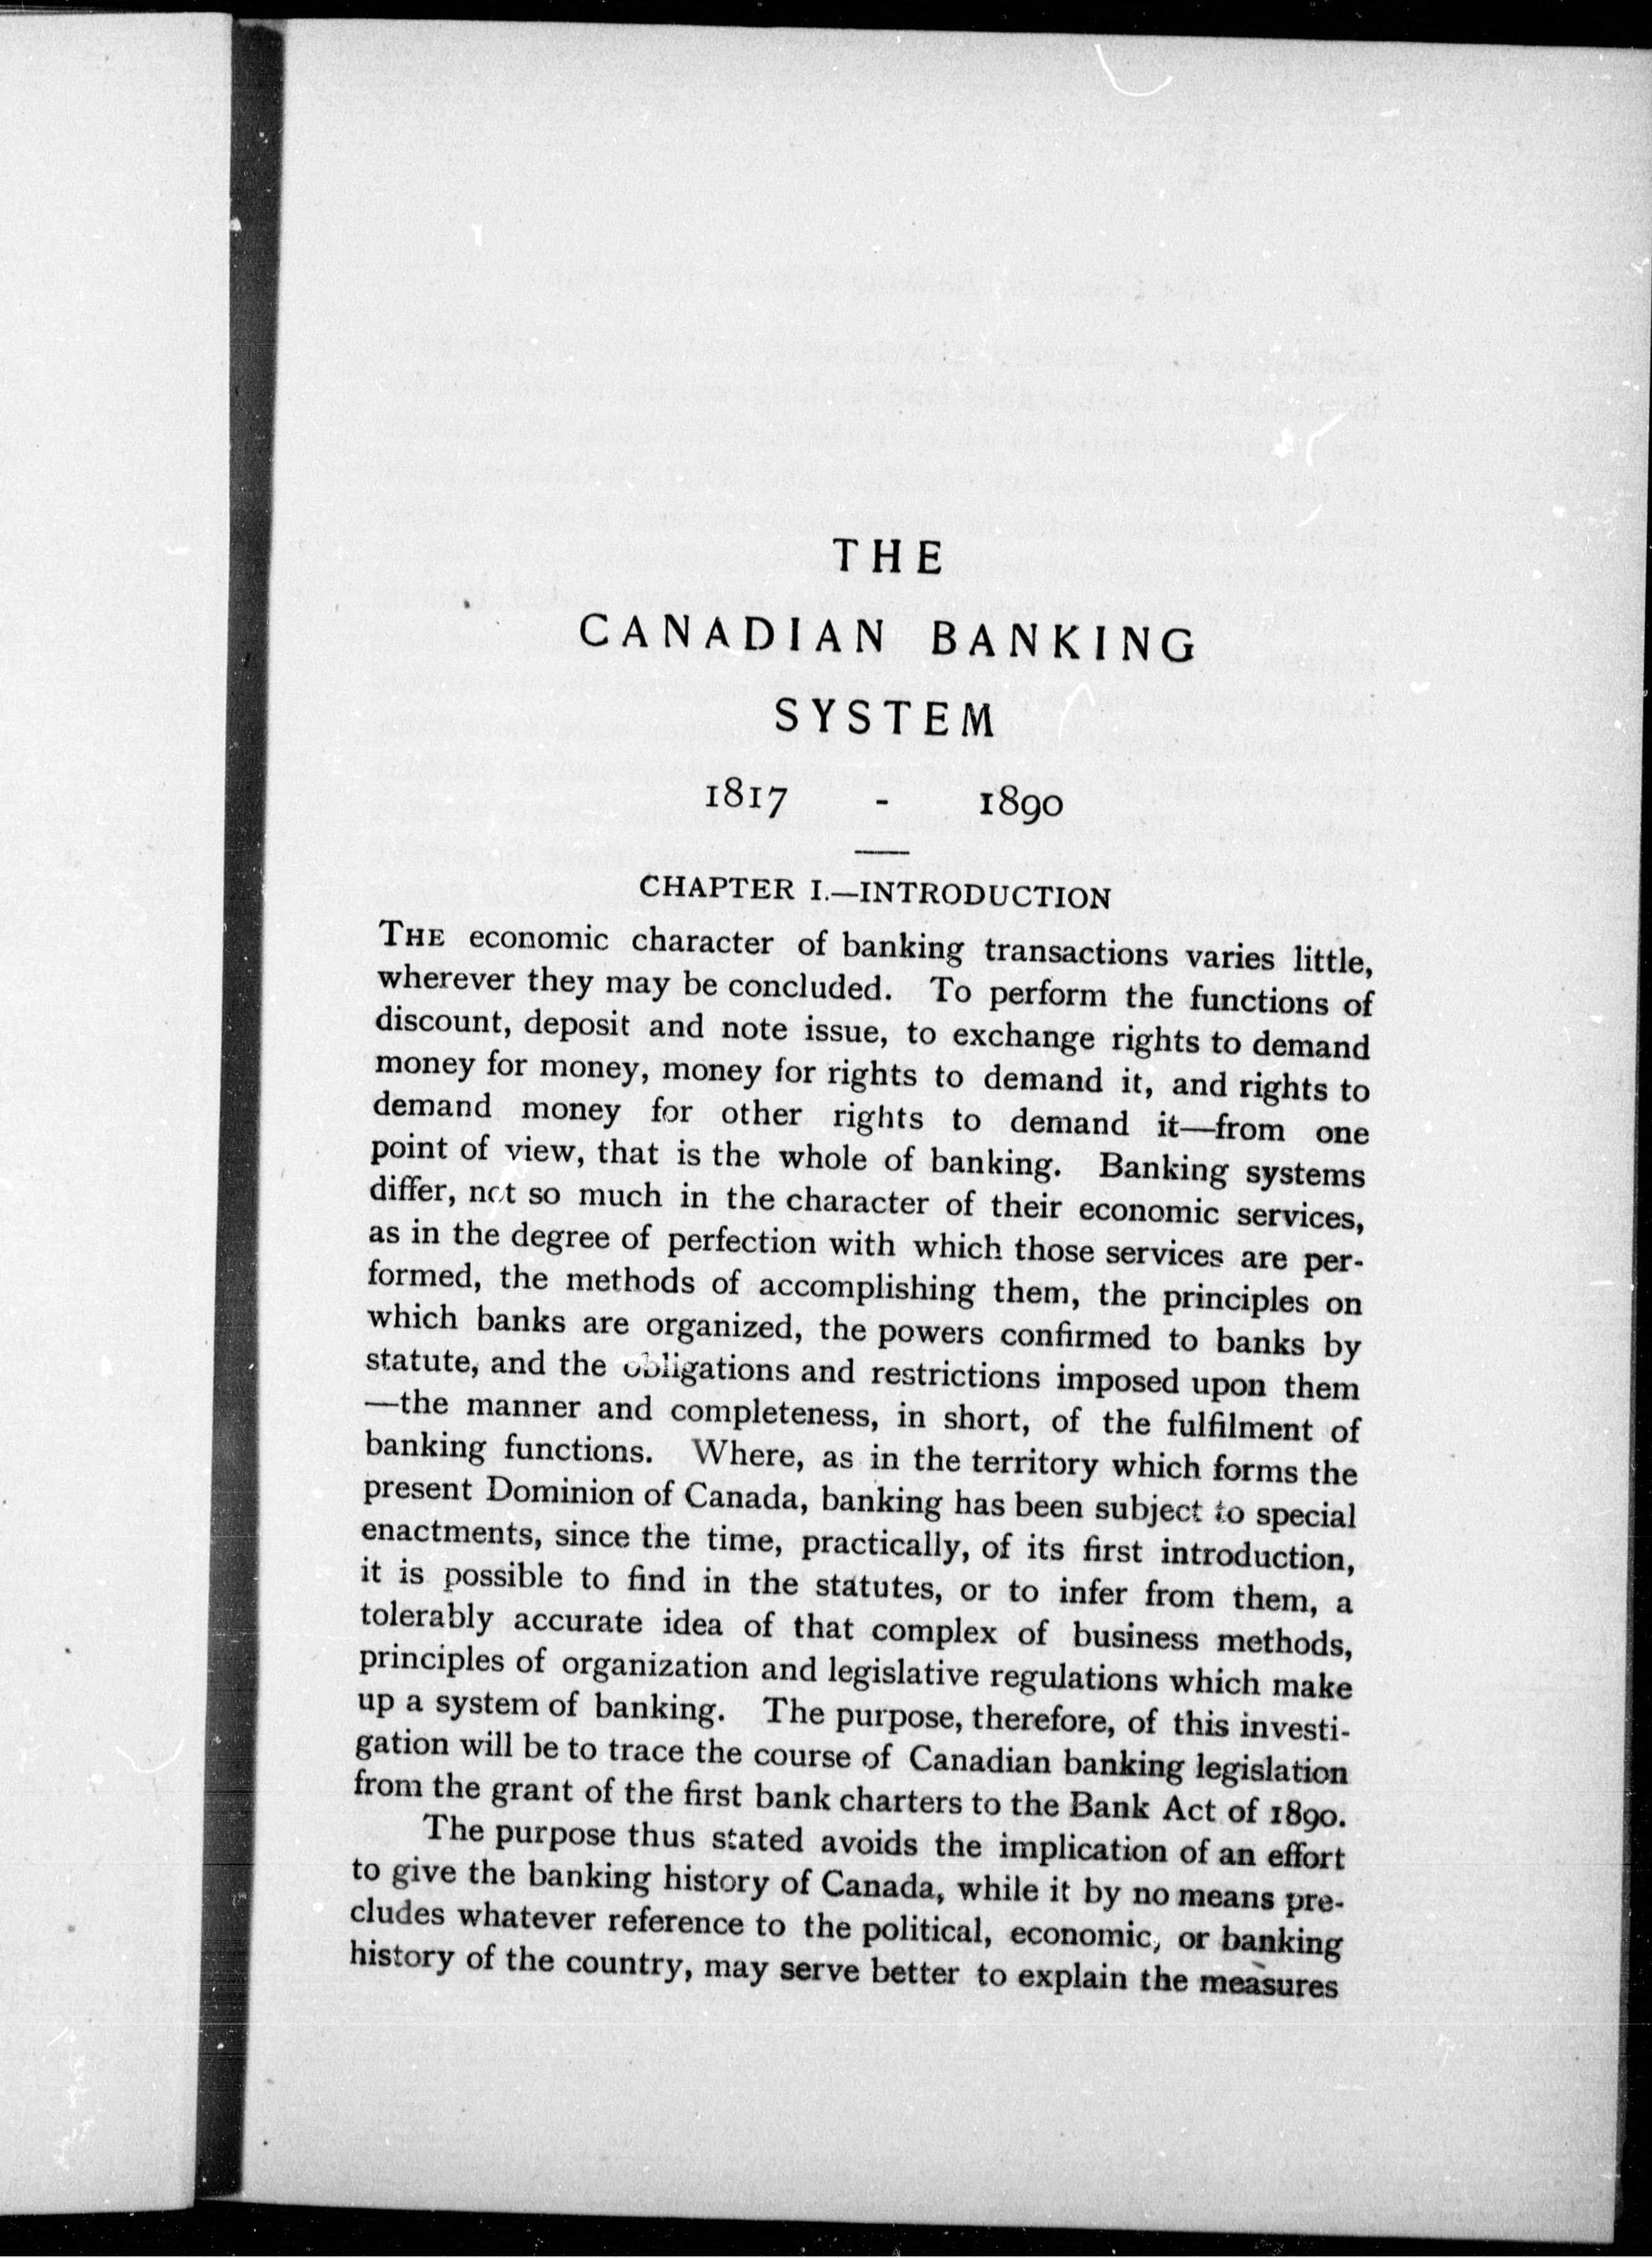 THE
CANADIAN BANKING
SYSTEM
1817 - 1890
CHAPTER I.—INTRODUCTION
THE economic character of banking transactions varies little,
wherever they may be concluded. To perform the functions of
discount, deposit and note issue, to exchange rights to demand
money for money, money for rights to demand it, and rights to
demand money for other rights to demand it—from one
point of view, that is the whole of banking. Banking systems
differ, not so much in the character of their economic services,
as in the degree of perfection with which those services are per-
formed, the methods of accomplishing them, the principles on
which banks are organized, the powers confirmed to banks by
statute, and the obligations and restrictions imposed upon them
—the manner and completeness, in short, of the fulfilment of
banking functions. Where, as in the territory which forms the
present Dominion of Canada, banking has been subject to special
enactments, since the time, practically, of its first introduction,
it is possible to find in the statutes, or to infer from them, a
tolerably accurate idea of that complex of business methods,
principles of organization and legislative regulations which make
up a system of banking. The purpose, therefore, of this investi-
gation will be to trace the course of Canadian banking legislation
from the grant of the first bank charters to the Bank Act of 1890.
The purpose thus stated avoids the implication of an effort
to give the banking history of Canada, while it by no means pre-
cludes whatever reference to the political, economic, or banking
history of the country, may serve better to explain the measures